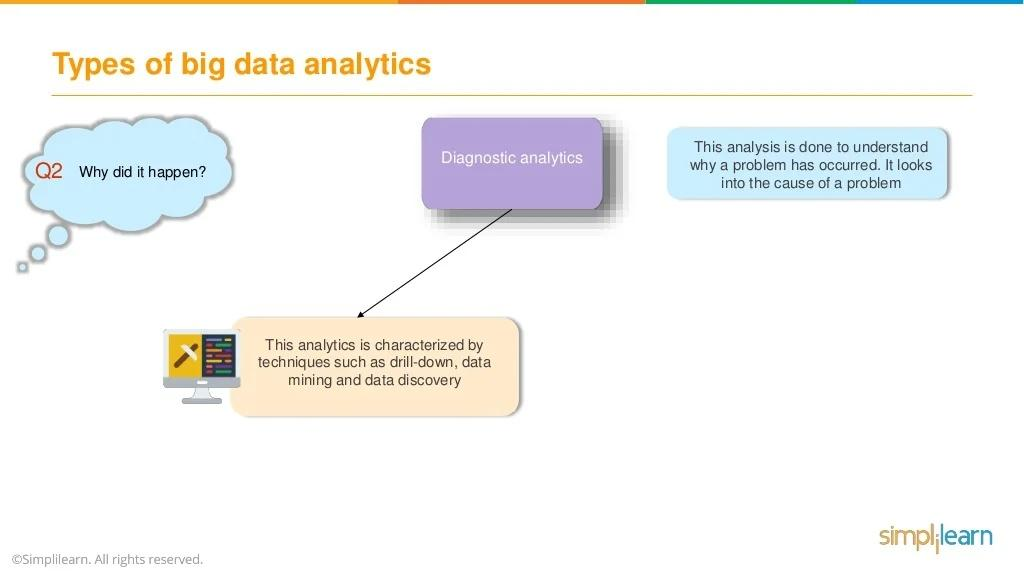 Types of big data analytics
Q2 Why did it happen?
Diagnostic analytics
This analysis is done to understand
why a problem has occurred. It looks
into the cause of a problem
This analytics is characterized by
techniques such as drill-down, data
mining and data discovery
simplilearn
©Simplilearn. All rights reserved.